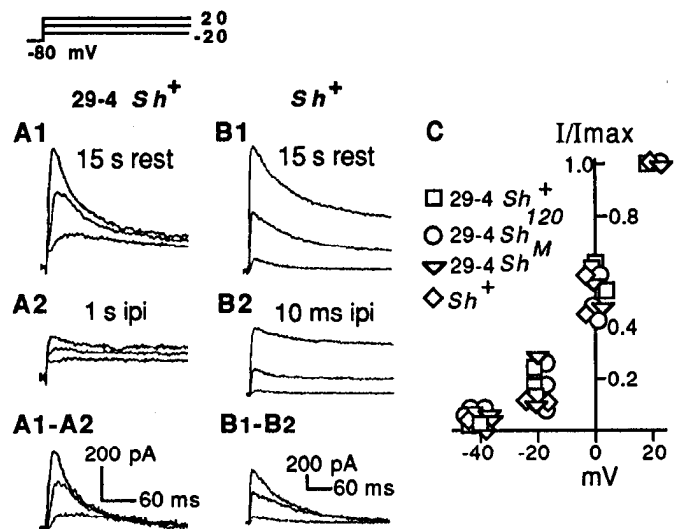 20
-20
-80 mV
29-4 Sh+
Sh+
A1
15 s rest
B1
15 s rest
A2
1 s ipi
B2
10 ms ipi
A1-A2
200 pA
60 ms
B1-B2
200 pA
60 ms
C
I/Imax
1.0
0.8
0.4
0.2
29-4 Sh+
29-4 Sh120
29-4 ShM
Sh+
-40
-20
0
20
mV